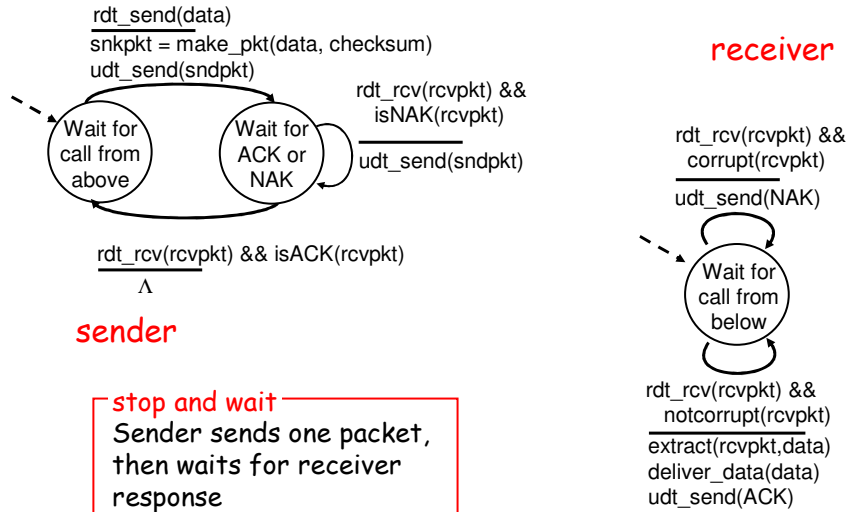 rdt_send(data)
snkpkt = make_pkt(data, checksum)
udt_send(sndpkt)
Wait for
call from
above
Wait for
ACK or
NAK
rdt_rcv(rcvpkt) &&
isNAK(rcvpkt)
udt_send(sndpkt)
rdt_rcv(rcvpkt) && isACK(rcvpkt)
Λ
sender
stop and wait
Sender sends one packet,
then waits for receiver
response
receiver
rdt_rcv(rcvpkt) &&
corrupt(rcvpkt)
udt_send(NAK)
Wait for
call from
below
rdt_rcv(rcvpkt) &&
notcorrupt(rcvpkt)
extract(rcvpkt,data)
deliver_data(data)
udt_send(ACK)